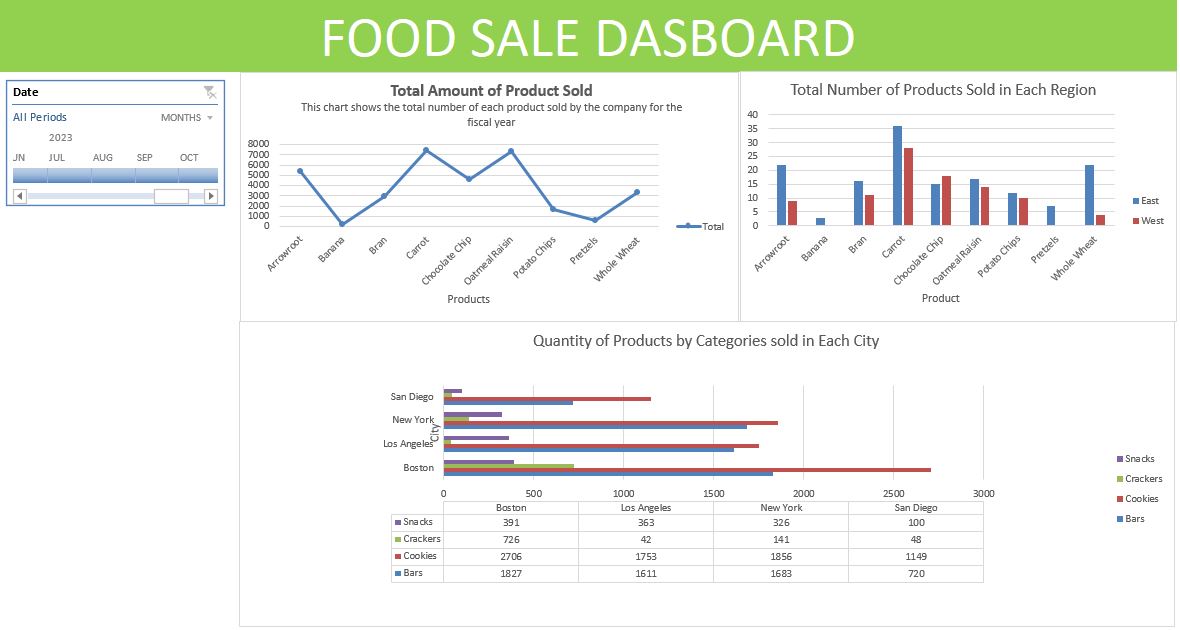 FOOD SALE DASBOARD
Date
All Periods
MONTHS
2023
JN JUL AUG SEP OCT
Total Amount of Product Sold
This chart shows the total number of each product sold by the company for the
fiscal year
8000
7000
6000
5000
4000
3000
2000
1000
0
Arrowroot
Banana
Bran
Carrot
Chocolate Chip
Oatmeal Raisin
Potato Chips
Pretzels
Whole Wheat
Products
Total
Total Number of Products Sold in Each Region
40
35
30
25
20
15
10
5
0
Arrowroot
Banana
Bran
Carrot
Chocolate Chip
Oatmeal Raisin
Potato Chips
Pretzels
Whole Wheat
Product
East
West
Quantity of Products by Categories sold in Each City
City
San Diego
New York
Los Angeles
Boston
0 500 1000 1500 2000 2500 3000
Boston Los Angeles New York San Diego
Snacks 391 363 326 100
Crackers 726 42 141 48
Cookies 2706 1753 1856 1149
Bars 1827 1611 1683 720
Snacks
Crackers
Cookies
Bars